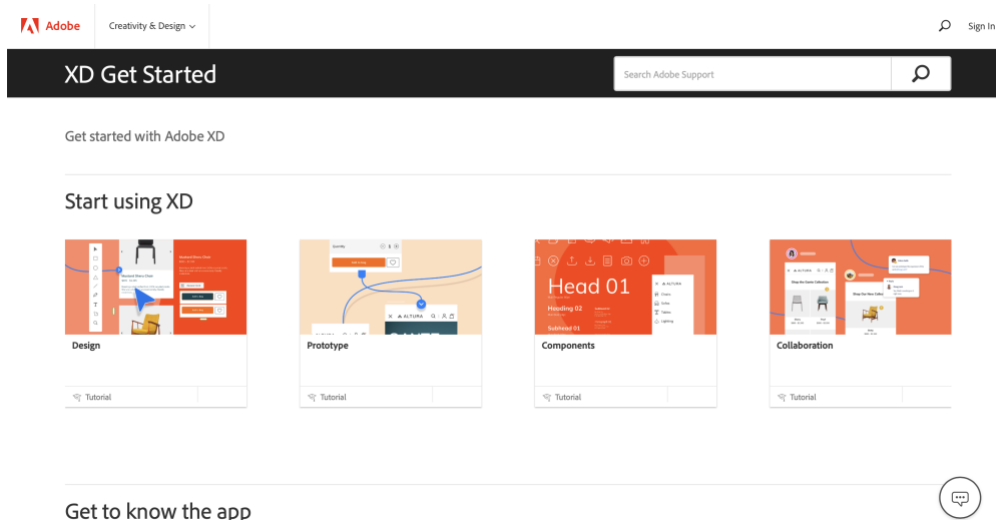 Adobe
Creativity & Design
Sign In
XD Get Started
Search Adobe Support
Get started with Adobe XD
Start using XD
Head 01
Heading 02
Subhead 01
ALTURA
ALTURA
Design
Prototype
Components
Collaboration
Tutorial
Tutorial
Tutorial
Tutorial
Get to know the app